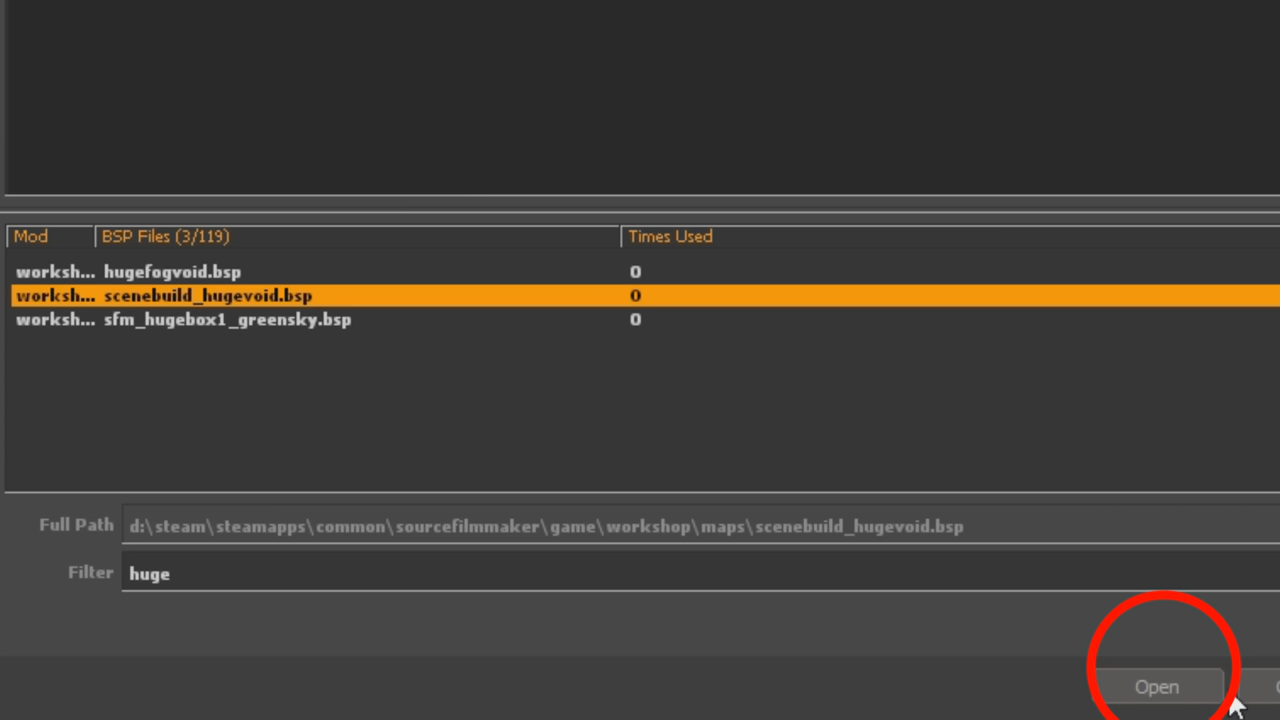 Mod BSP Files (3/119) Times Used
worksh... hugefogvoid.bsp 0
worksh... scenebuild_hugevoid.bsp 0
worksh... sfm_hugebox1_greensky.bsp 0
Full Path d:\steam\steamapps\common\sourcefilmmaker\game\workshop\maps\scenebuild_hugevoid.bsp
Filter huge
Open